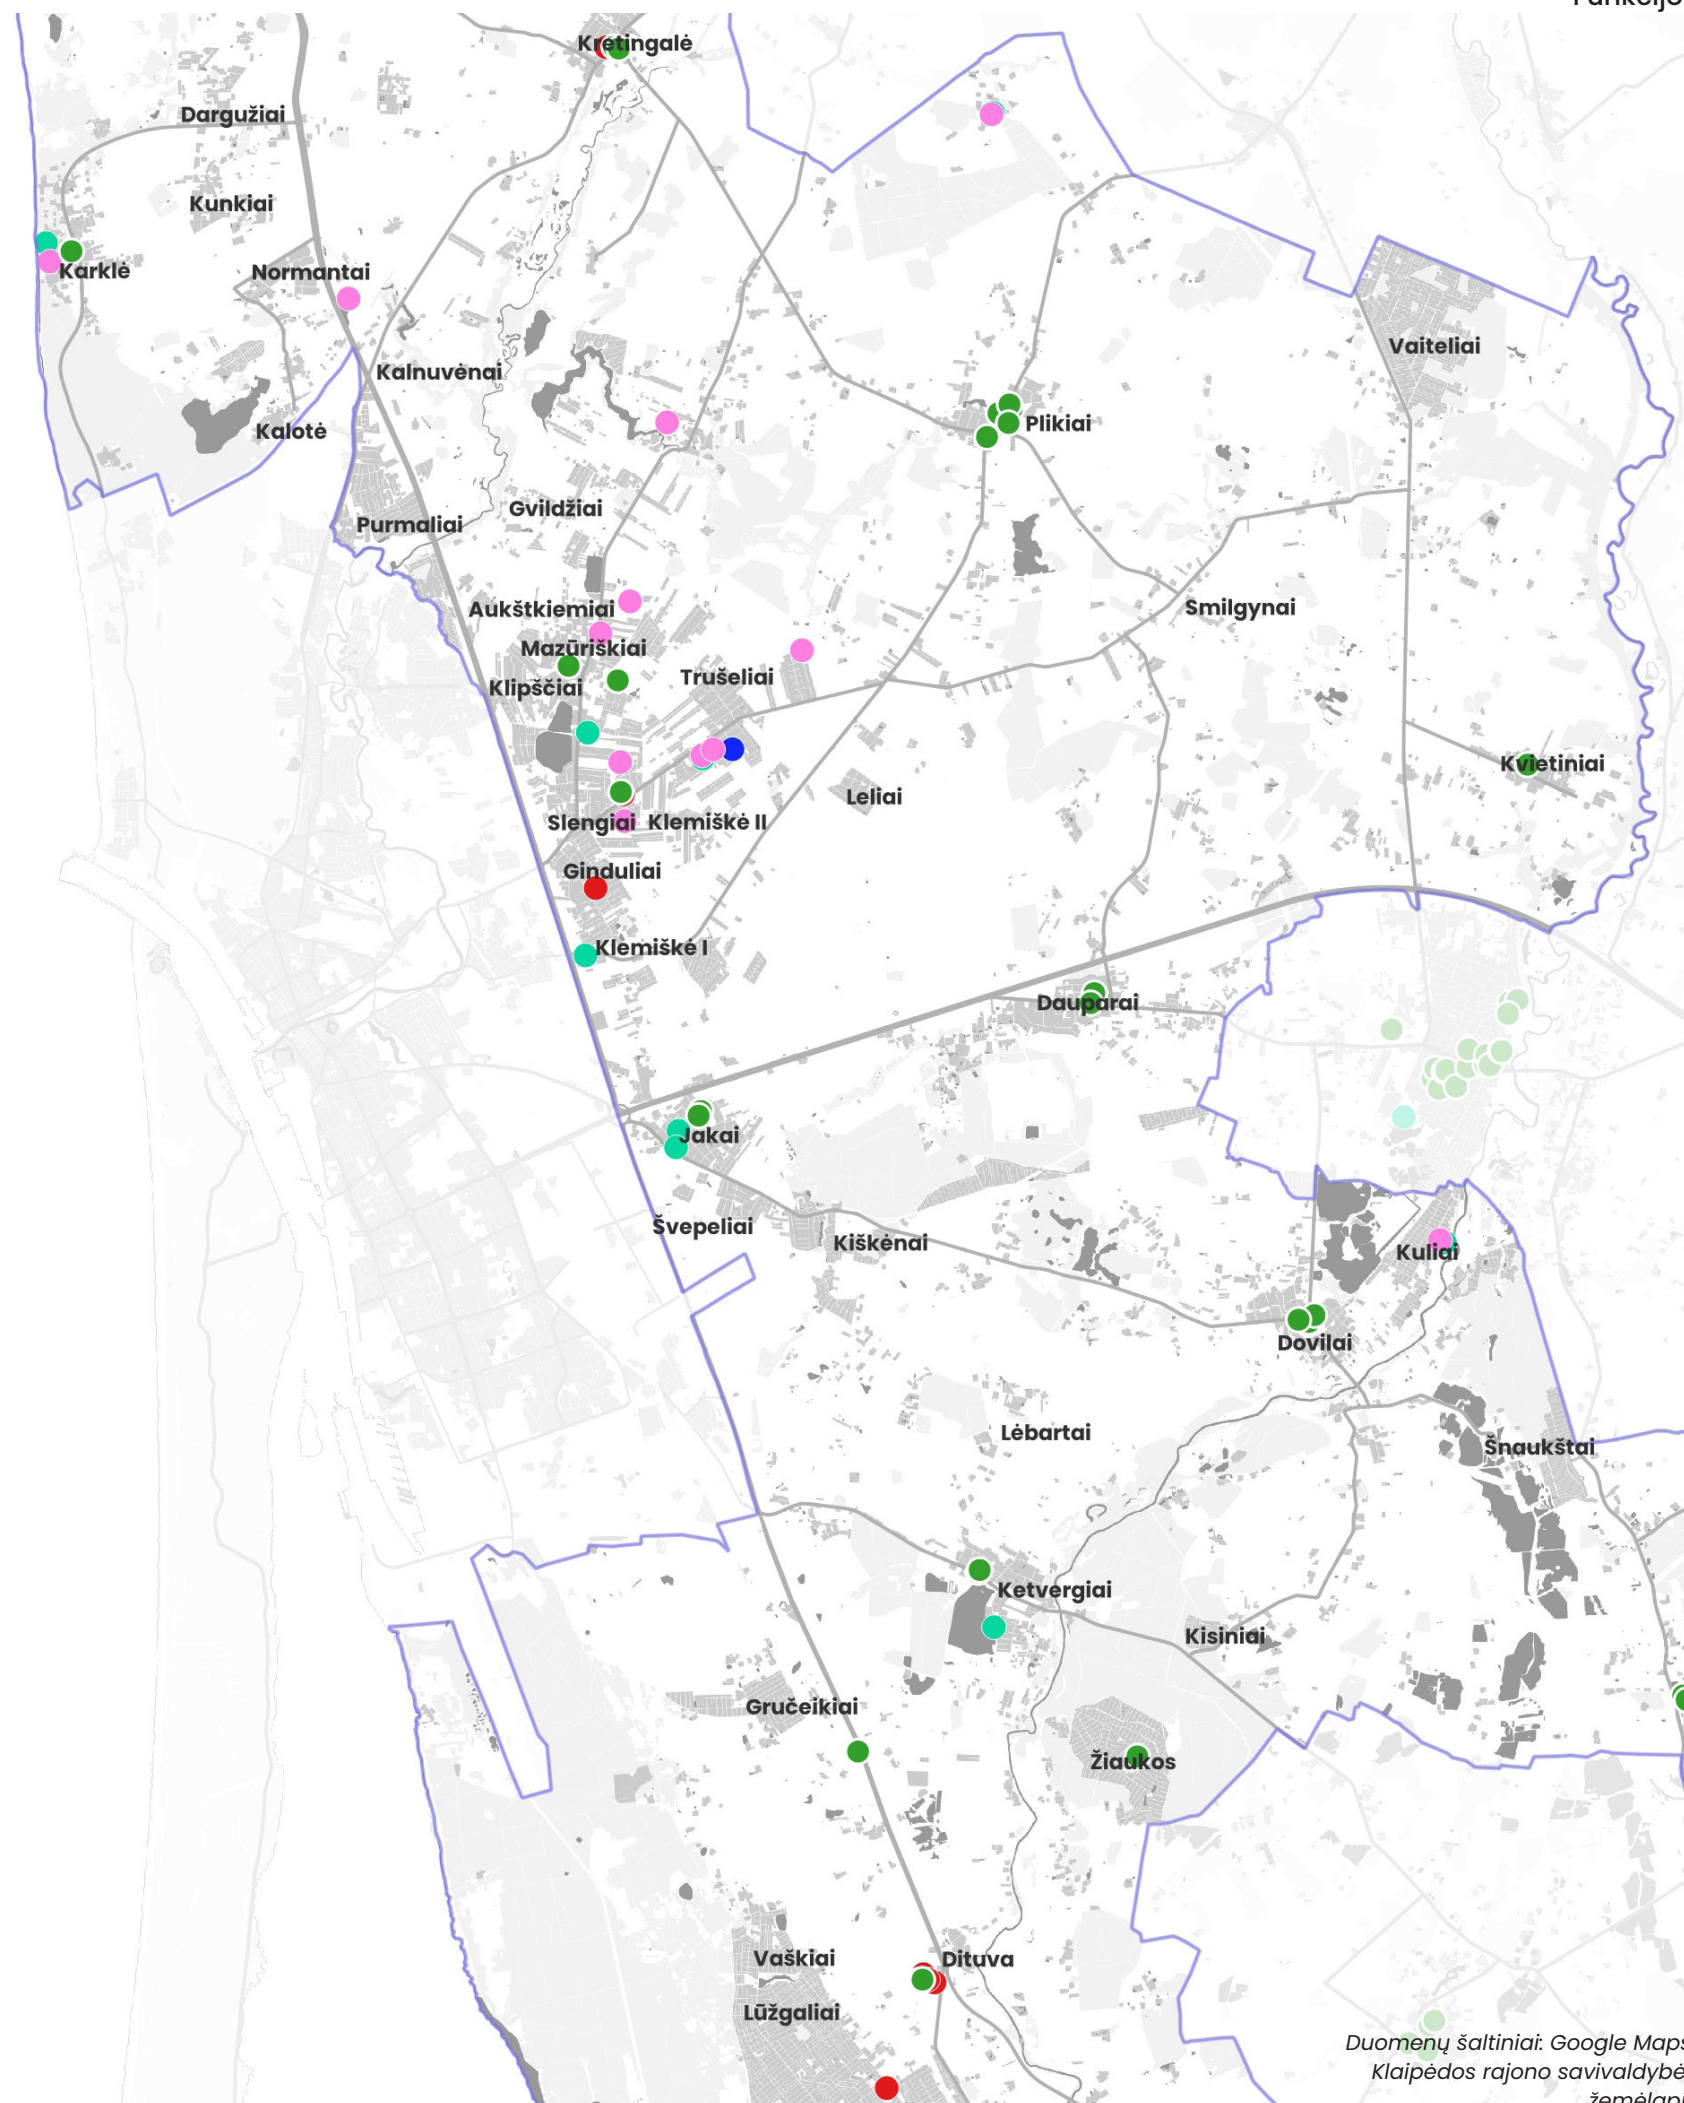 Kretingalė
Dargužiai
Kunkiai
Karklė
Normantai
Vaiteliai
Kalnuvėnai
Kalotė
Plikiai
Gvildžiai
Purmaliai
Aukštkiemiai
Smilgynai
Mazūriškiai
Trušeliai
Klipščiai
Kvietiniai
Leliai
Slengiai
Klemiškė II
Ginduliai
Klemiškė I
Dauparai
Jakai
Švepeliai
Kiškėnai
Kuliai
Dovilai
Lėbartai
Šnaukštai
Ketvergiai
Kisiniai
Gručeikiai
Žiaukos
Vaškiai
Dituva
Lūžgaliai
Duomenų šaltiniai: Google Maps
Klaipėdos rajono savivaldybė